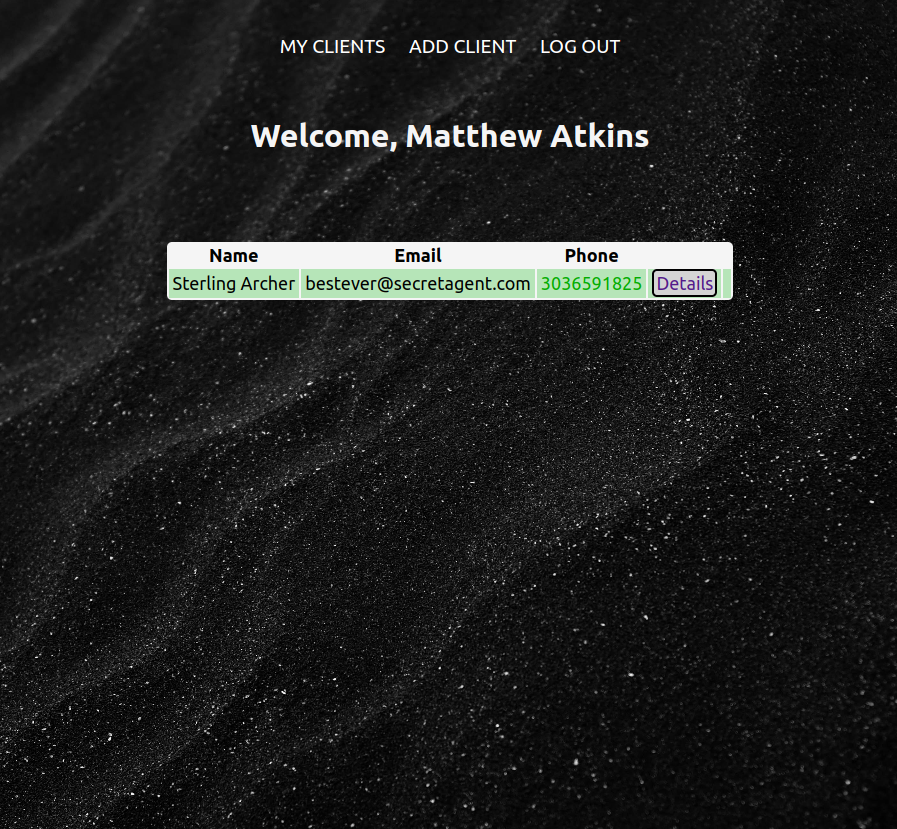 MY CLIENTS ADD CLIENT LOG OUT
Welcome, Matthew Atkins
Name Email Phone
Sterling Archer bestever@secretagent.com 3036591825 Details